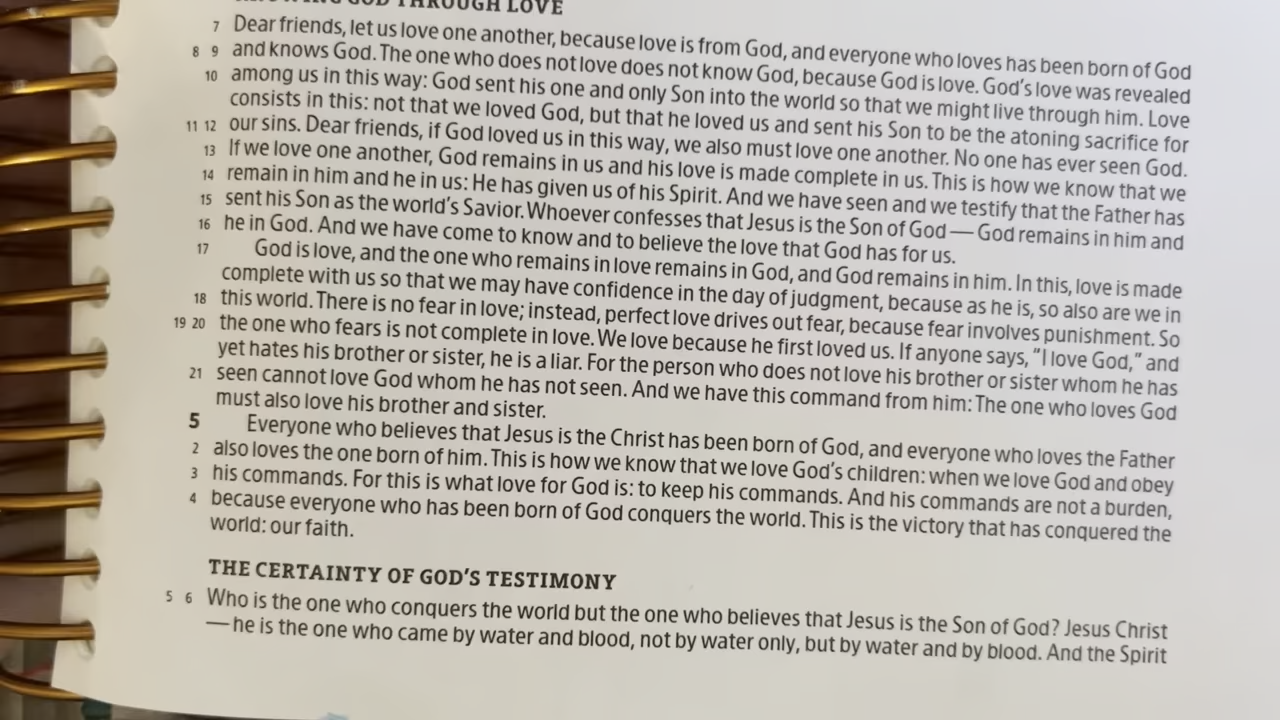 GOD THROUGH LOVE
7 Dear friends, let us love one another, because love is from God, and everyone who loves has been born of God
8 9 and knows God. The one who does not love does not know God, because God is love. God's love was revealed
10 among us in this way: God sent his one and only Son into the world so that we might live through him. Love
consists in this: not that we loved God, but that he loved us and sent his Son to be the atoning sacrifice for
11 12 our sins. Dear friends, if God loved us in this way, we also must love one another. No one has ever seen God.
13 If we love one another, God remains in us and his love is made complete in us. This is how we know that we
14 remain in him and he in us: He has given us of his Spirit. And we have seen and we testify that the Father has
15 sent his Son as the world's Savior. Whoever confesses that Jesus is the Son of God — God remains in him and
16 he in God. And we have come to know and to believe the love that God has for us.
17 God is love, and the one who remains in love remains in God, and God remains in him. In this, love is made
complete with us so that we may have confidence in the day of judgment, because as he is, so also are we in
18 this world. There is no fear in love; instead, perfect love drives out fear, because fear involves punishment. So
19 20 the one who fears is not complete in love. We love because he first loved us. If anyone says, "I love God," and
yet hates his brother or sister, he is a liar. For the person who does not love his brother or sister whom he has
21 seen cannot love God whom he has not seen. And we have this command from him: The one who loves God
must also love his brother and sister.
5 Everyone who believes that Jesus is the Christ has been born of God, and everyone who loves the Father
2 also loves the one born of him. This is how we know that we love God's children: when we love God and obey
3 his commands. For this is what love for God is: to keep his commands. And his commands are not a burden,
4 because everyone who has been born of God conquers the world. This is the victory that has conquered the
world: our faith.
THE CERTAINTY OF GOD'S TESTIMONY
5 6 Who is the one who conquers the world but the one who believes that Jesus is the Son of God? Jesus Christ
— he is the one who came by water and blood, not by water only, but by water and by blood. And the Spirit